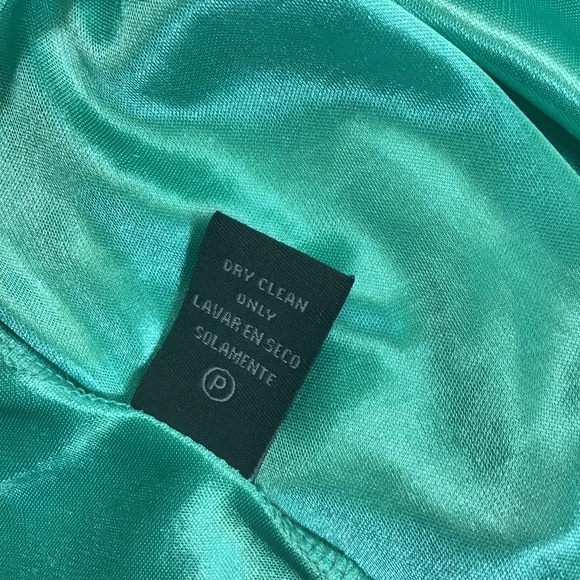 DRY CLEAN
ONLY
LAVAR EN SECO
SOLAMENTE
P